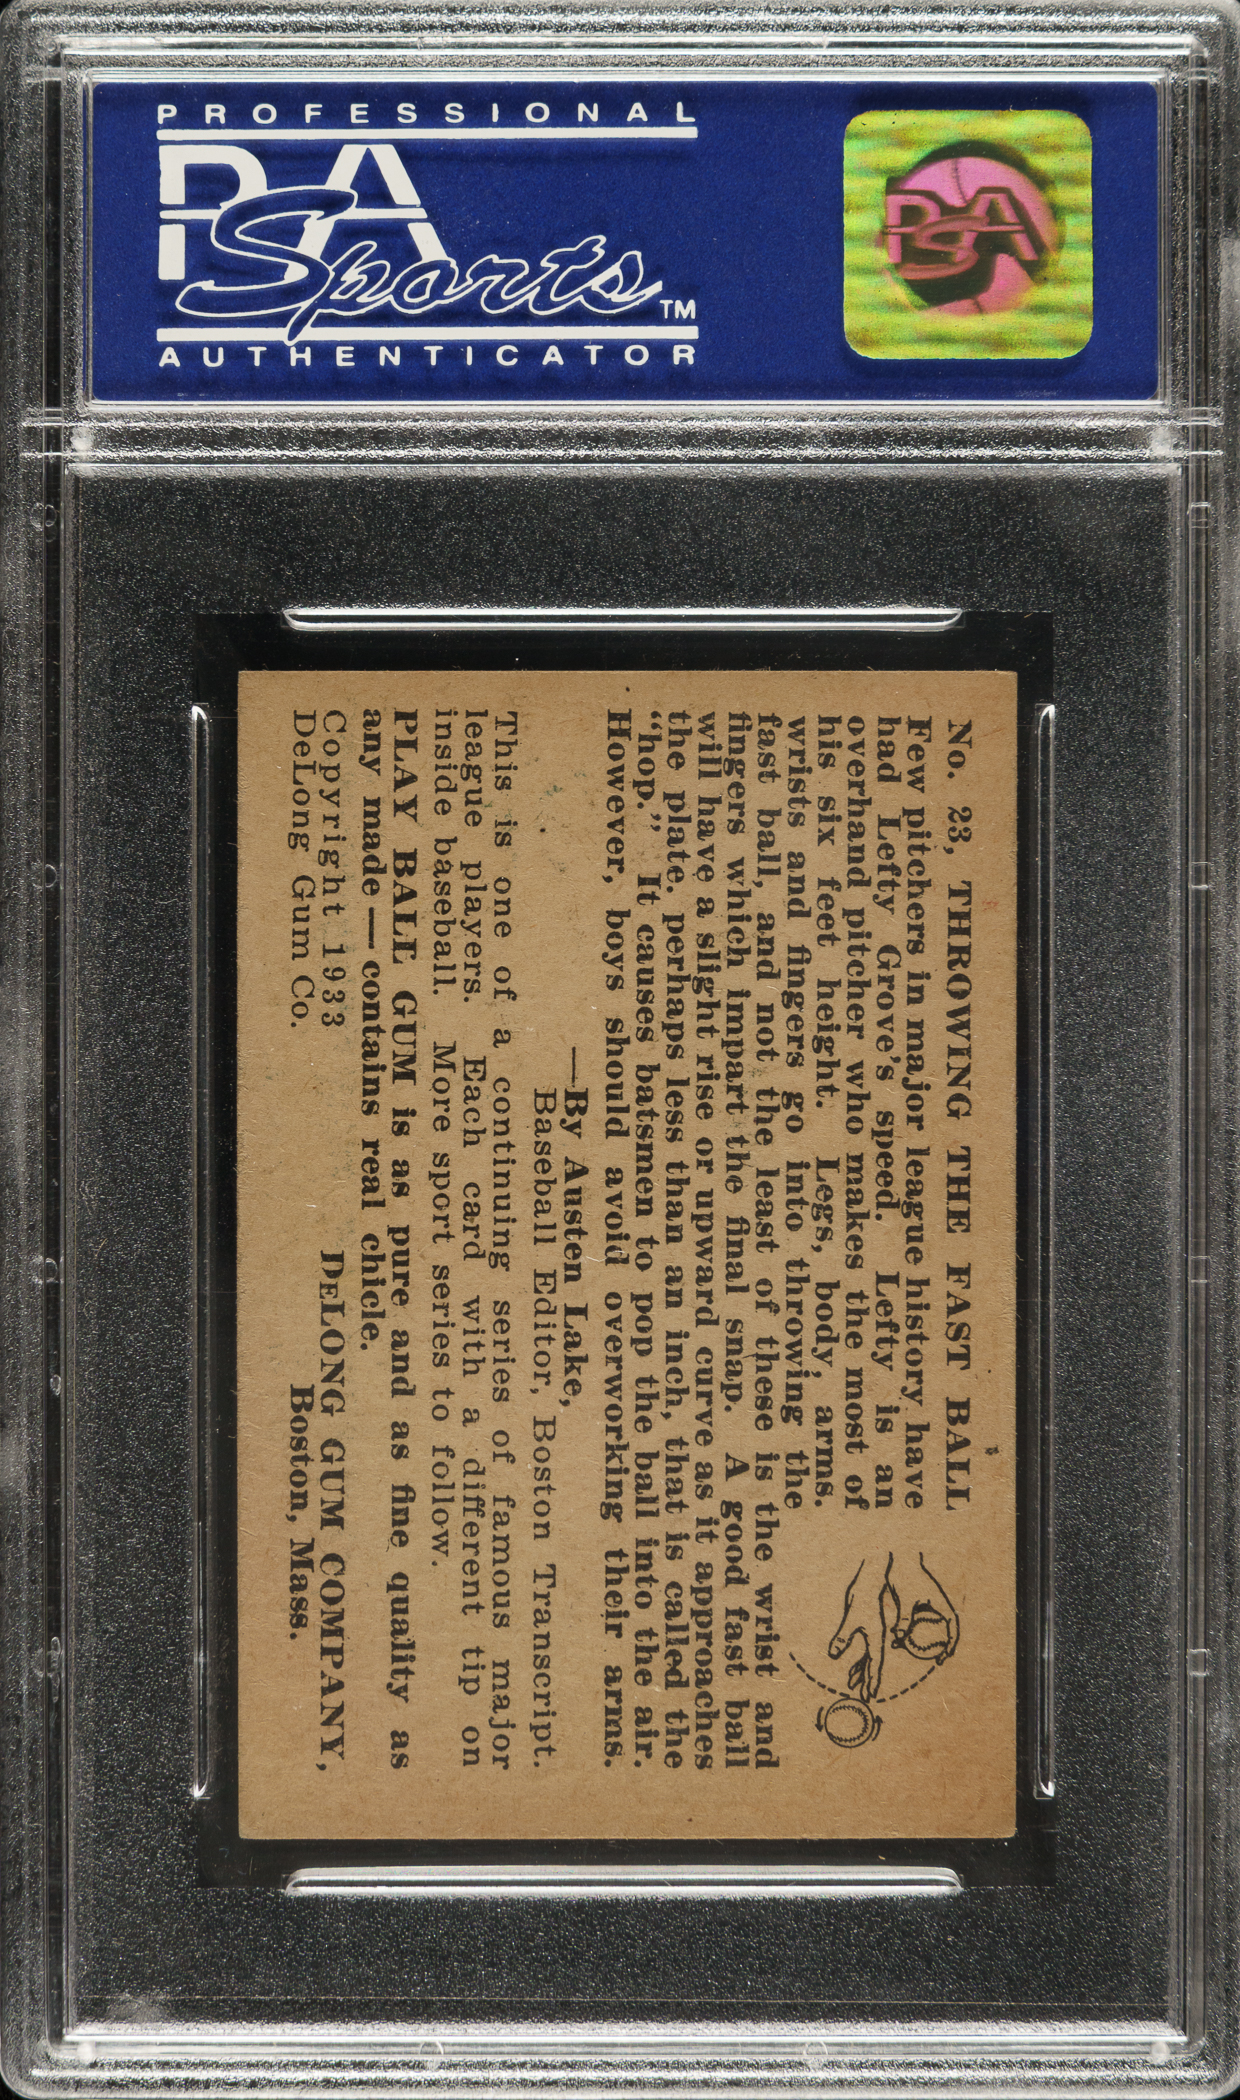 PROFESSIONAL
PSA
Sports™
AUTHENTICATOR
PSA
No. 23, THROWING THE FAST BALL
Few pitchers in major league history have
had Lefty Grove's speed. Lefty is an
overhand pitcher who makes the most of
his six feet height. Legs, body, arms.
wrists and fingers go into throwing the
fast ball, and not the least of these is the wrist and
fingers which impart the final snap. A good fast ball
will have a slight rise or upward curve as it approaches
the plate. perhaps less than an inch, that is called the
"hop." It causes batsmen to pop the ball into the air.
However, boys should avoid overworking their arms.
—By Austen Lake,
Baseball Editor, Boston Transcript.
This is one of a continuing series of famous major
league players. Each card with a different tip on
inside baseball. More sport series to follow.
PLAY BALL GUM is as pure and as fine quality as
any made—contains real chicle.
Copyright 1933 DELONG GUM COMPANY,
DeLong Gum Co. Boston, Mass.